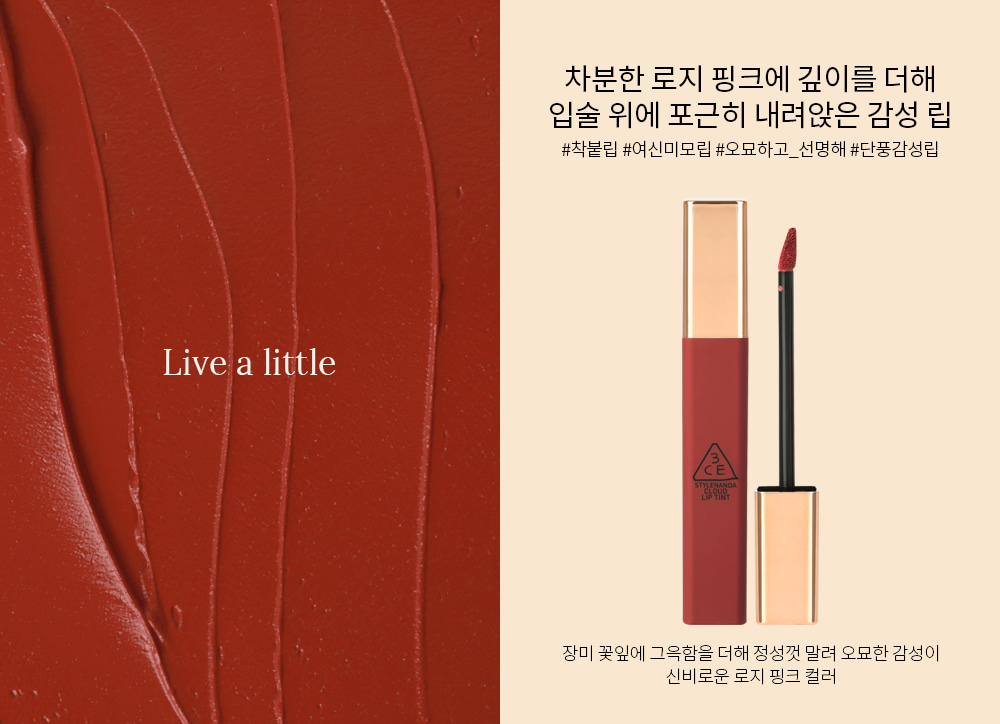 Live a little
차분한 로지 핑크에 깊이를 더해
입술 위에 포근히 내려앉은 감성 립
#착붙립 #여신미모립 #오묘하고_선명해 #단풍감성립
3
CE
STYLENANDA
CLOUD
LIP TINT
장미 꽃잎에 그윽함을 더해 정성껏 말려 오묘한 감성이
신비로운 로지 핑크 컬러